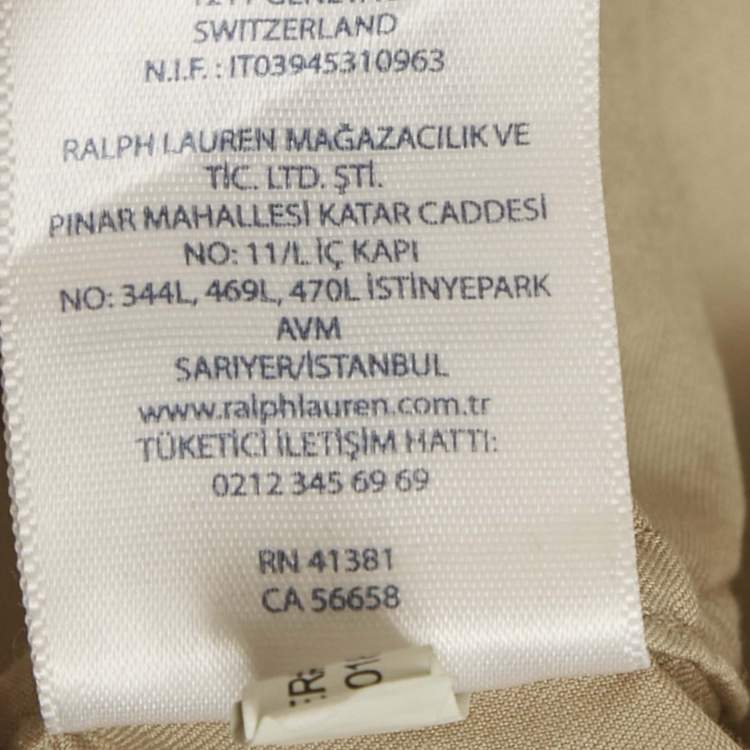 SWITZERLAND
N.I.F. : IT03945310963
RALPH LAUREN MAĞAZACILIK VE
TİC. LTD. ŞTİ.
PINAR MAHALLESİ KATAR CADDESİ
NO: 11/L İÇ KAPI
NO: 344L, 469L, 470L İSTİNYEPARK
AVM
SARIYER/İSTANBUL
www.ralphlauren.com.tr
TÜKETİCİ İLETİŞİM HATTI:
0212 345 69 69
RN 41381
CA 56658